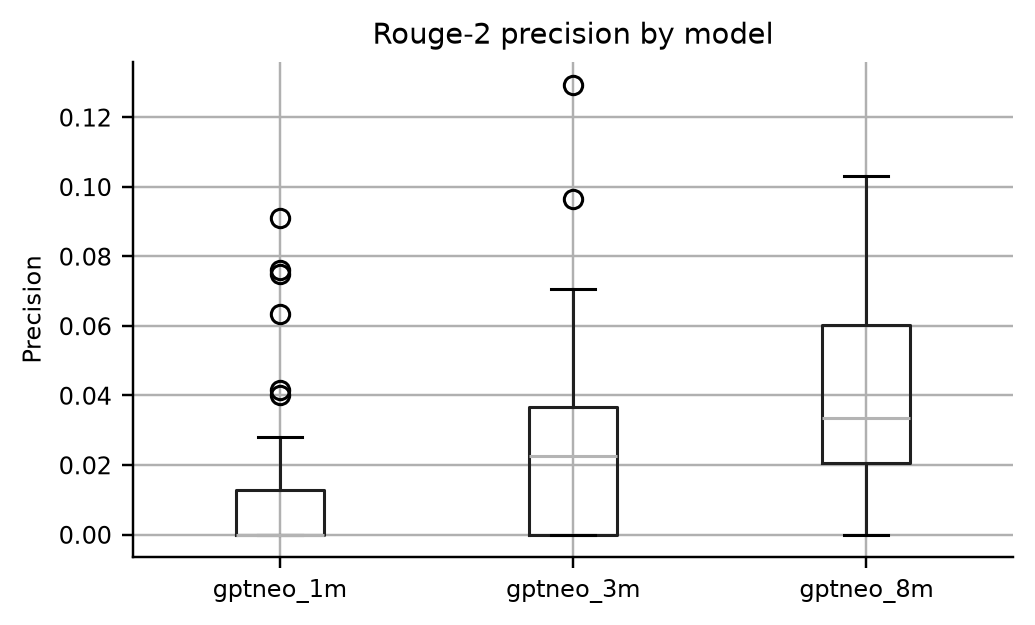 Rouge-2 precision by model
Precision
0.12
0.10
0.08
0.06
0.04
0.02
0.00
gptneo_1m
gptneo_3m
gptneo_8m